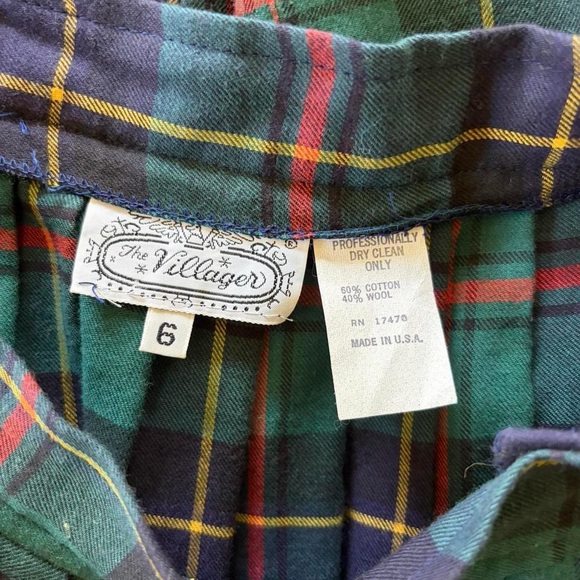 The Villager
®
6
PROFESSIONALLY
DRY CLEAN
ONLY
60% COTTON
40% WOOL
RN 17470
MADE IN U.S.A.